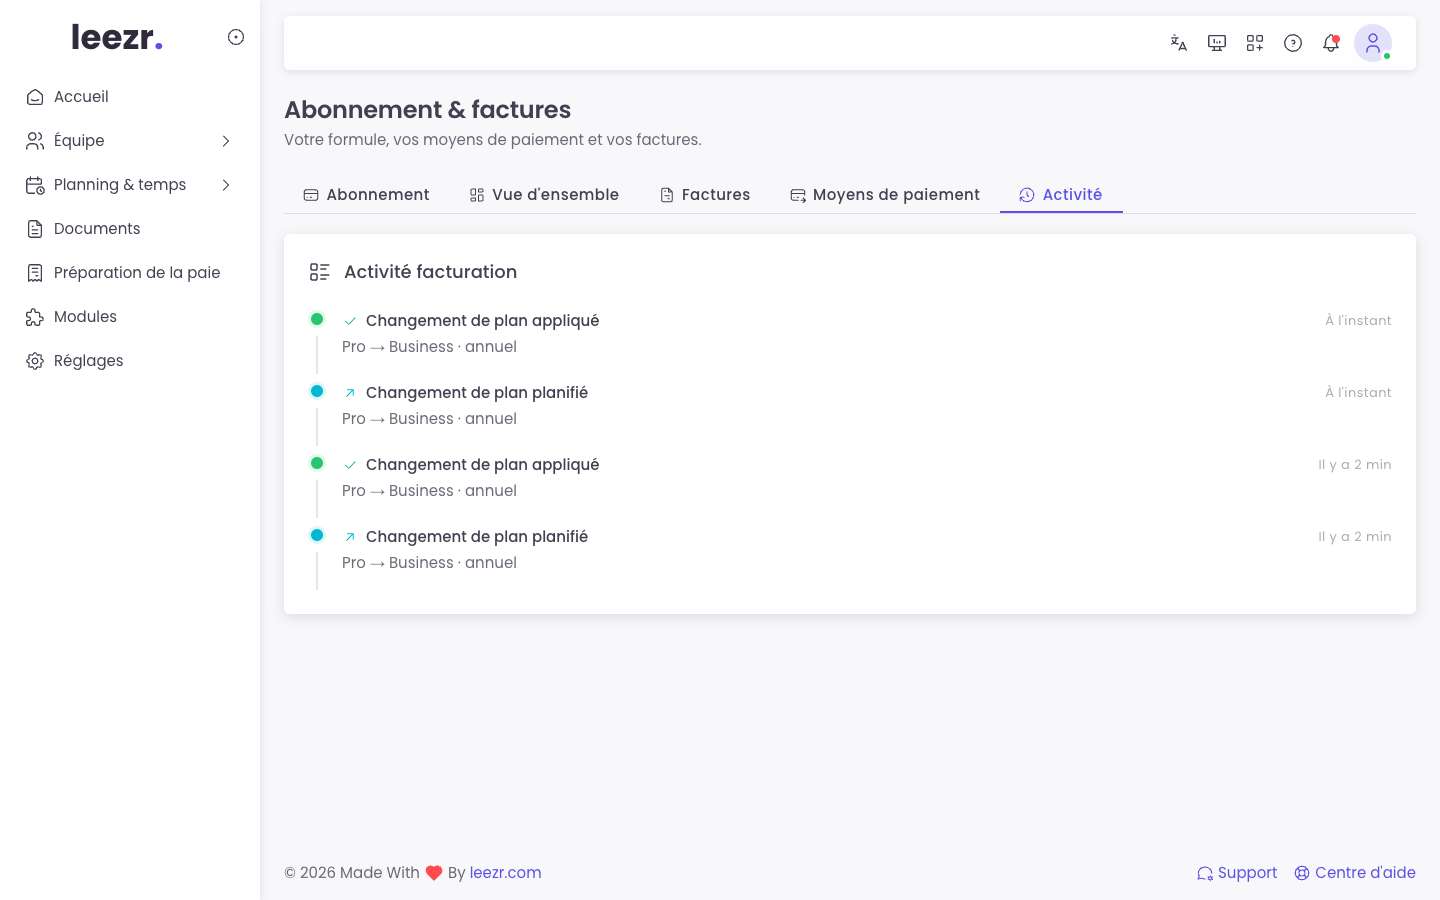 leezr.
Accueil
Équipe
Planning & temps
Documents
Préparation de la paie
Modules
Réglages
Abonnement & factures
Votre formule, vos moyens de paiement et vos factures.
Abonnement
Vue d'ensemble
Factures
Moyens de paiement
Activité
Activité facturation
Changement de plan appliqué
À l'instant
Pro → Business · annuel
Changement de plan planifié
À l'instant
Pro → Business · annuel
Changement de plan appliqué
Il y a 2 min
Pro → Business · annuel
Changement de plan planifié
Il y a 2 min
Pro → Business · annuel
© 2026 Made With ❤ By leezr.com
Support
Centre d'aide